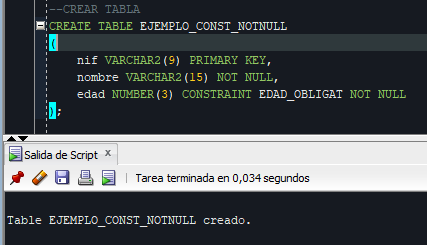 --CREAR TABLA
CREATE TABLE EJEMPLO_CONST_NOTNULL
(
nif VARCHAR2(9) PRIMARY KEY,
nombre VARCHAR2(15) NOT NULL,
edad NUMBER(3) CONSTRAINT EDAD_OBLIGAT NOT NULL
);
Salida de Script x
Tarea terminada en 0,034 segundos
Table EJEMPLO_CONST_NOTNULL creado.